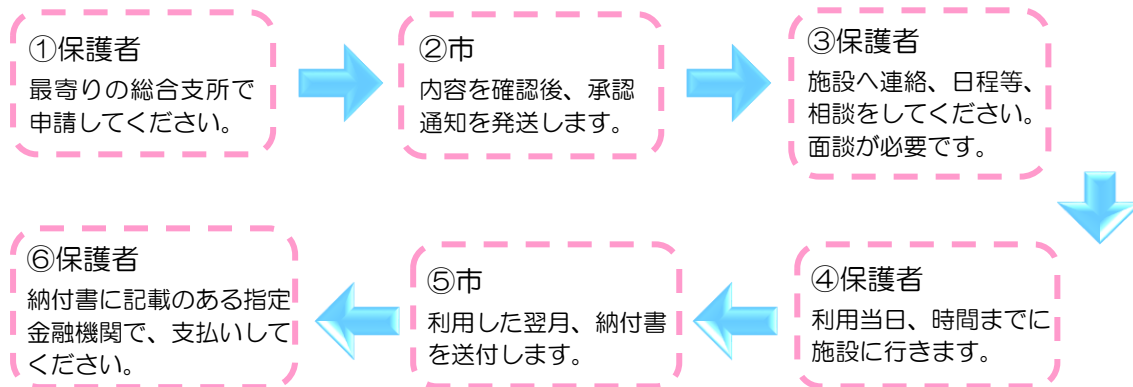 ①保護者
最寄りの総合支所で
申請してください。
②市
内容を確認後、承認
通知を発送します。
③保護者
施設へ連絡、日程等、
相談をしてください。
面談が必要です。
④保護者
利用当日、時間までに
施設に行きます。
⑤市
利用した翌月、納付書
を送付します。
⑥保護者
納付書に記載のある指定
金融機関で、支払いして
ください。